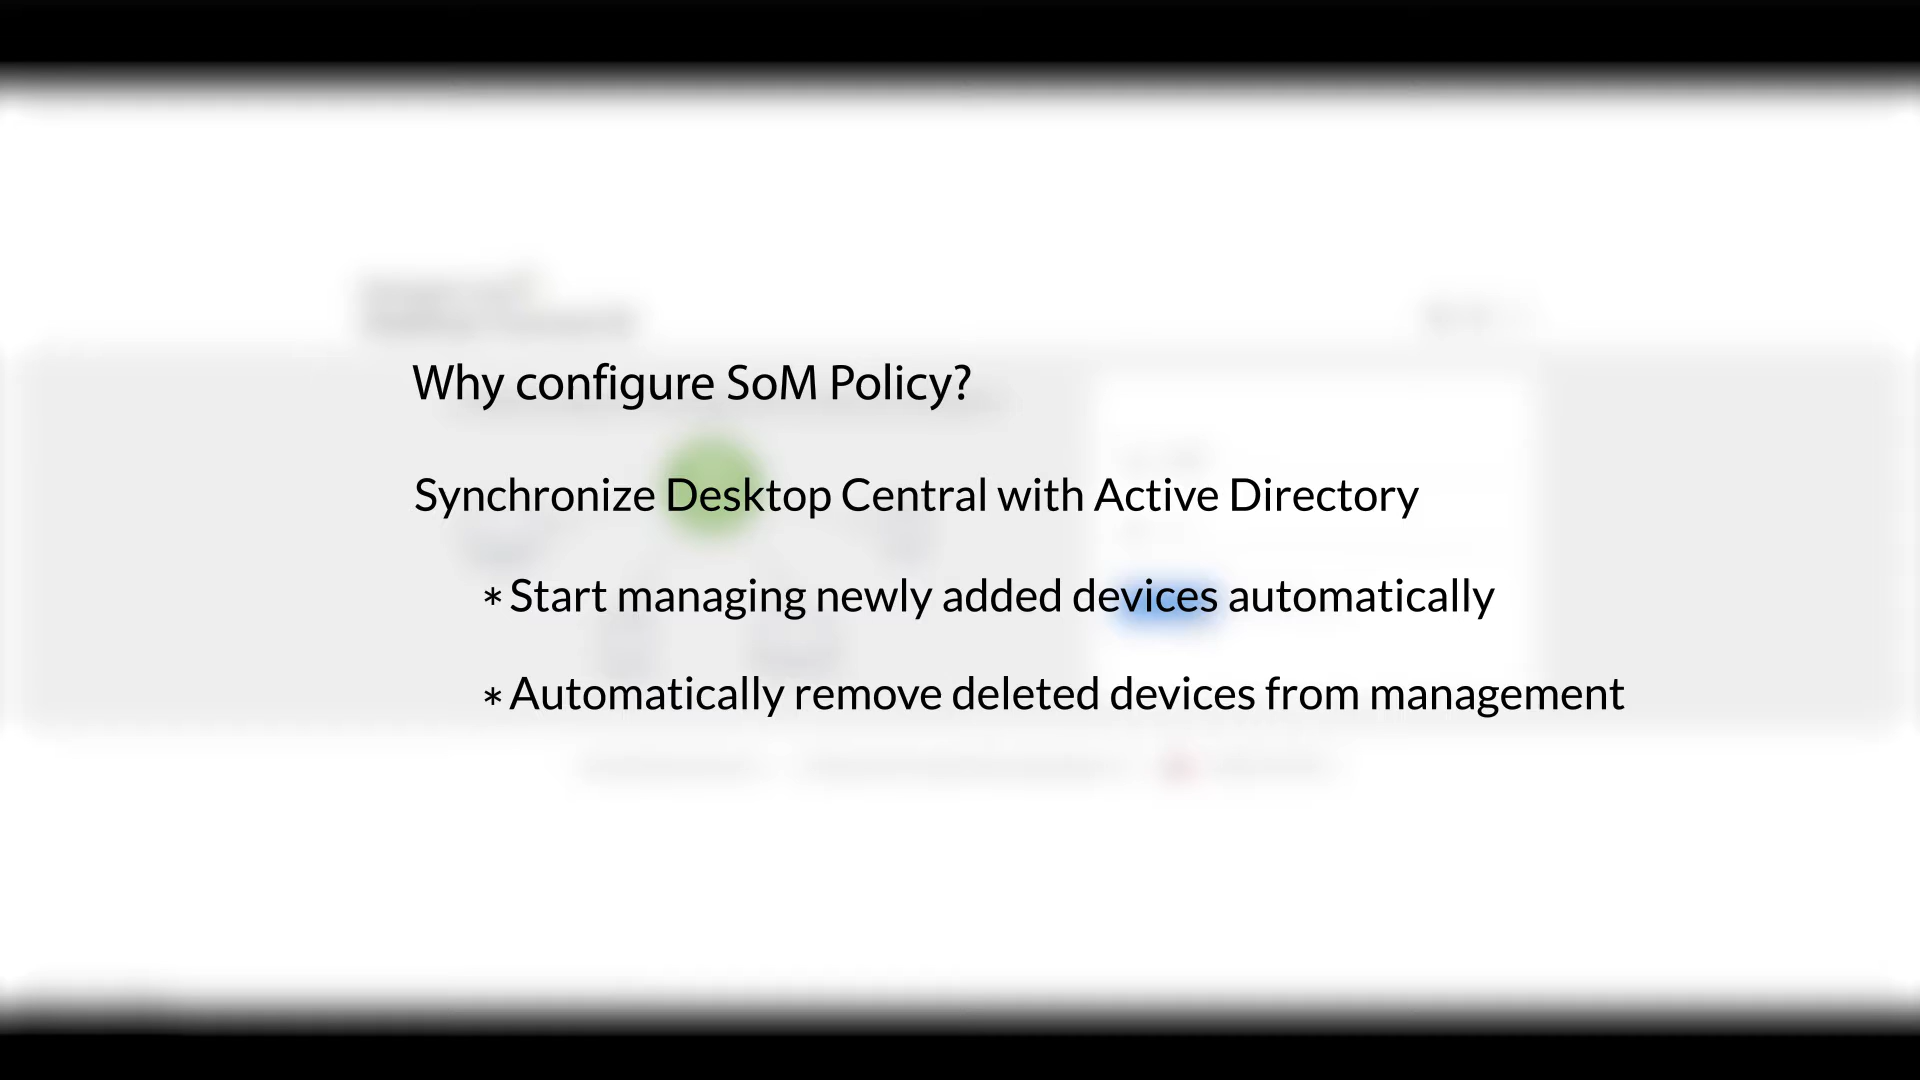 Why configure SoM Policy?
Synchronize Desktop Central with Active Directory
* Start managing newly added devices automatically
* Automatically remove deleted devices from management